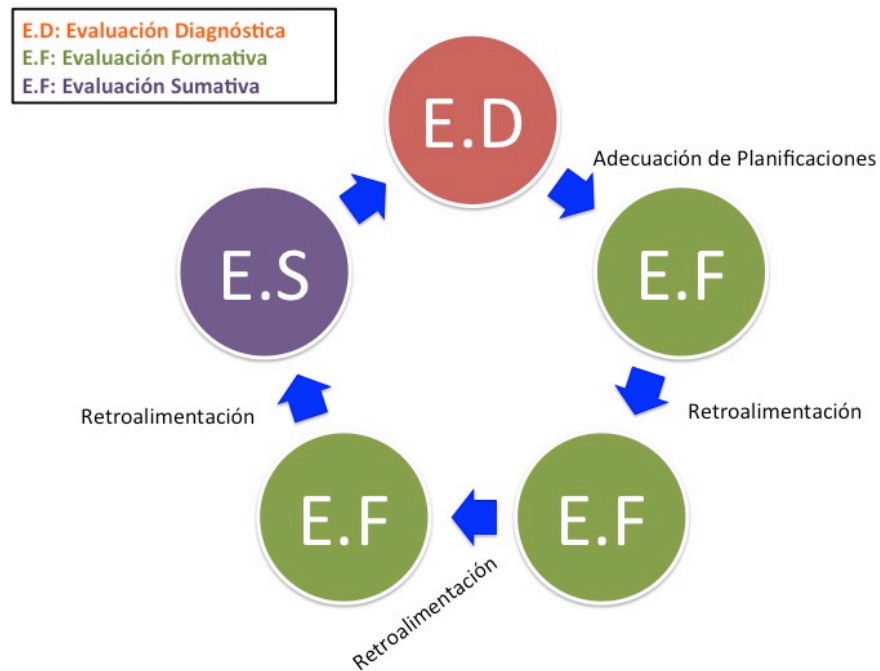 E.D: Evaluación Diagnóstica
E.F: Evaluación Formativa
E.F: Evaluación Sumativa
E.D
Adecuación de Planificaciones
E.F
Retroalimentación
E.F
Retroalimentación
E.F
Retroalimentación
E.S